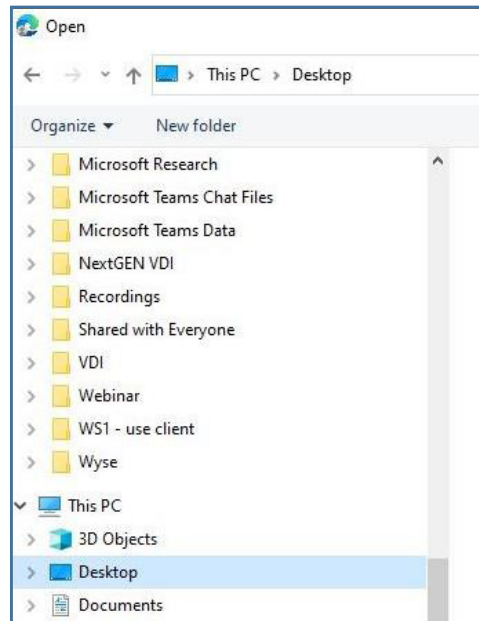 Open
This PC > Desktop
Organize New folder
Microsoft Research
Microsoft Teams Chat Files
Microsoft Teams Data
NextGEN VDI
Recordings
Shared with Everyone
VDI
Webinar
WS1 - use client
Wyse
This PC
3D Objects
Desktop
Documents